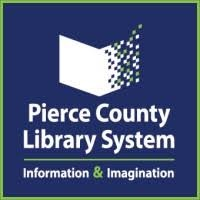 Pierce County
Library System
Information & Imagination